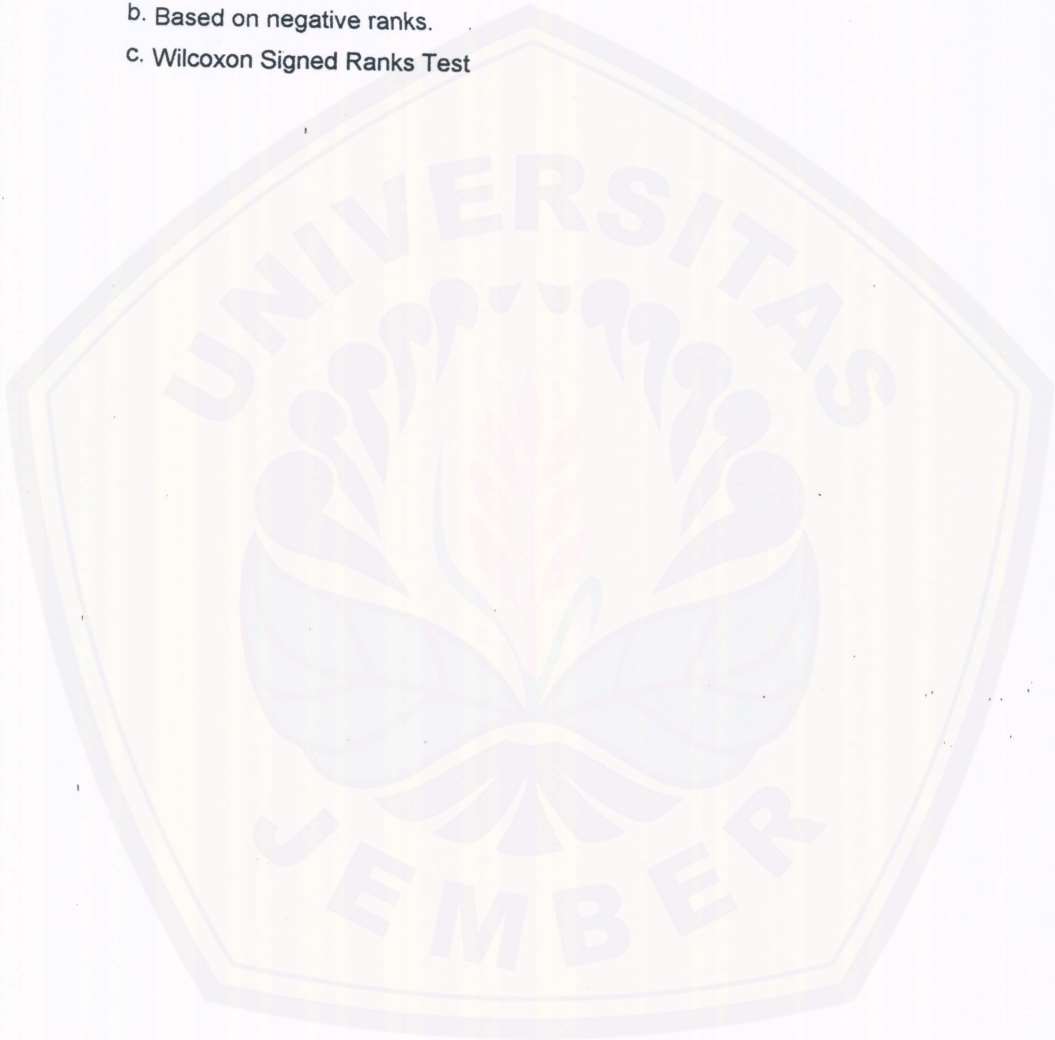 b. Based on negative ranks.
c. Wilcoxon Signed Ranks Test
UNIVERSITAS
JEMBER